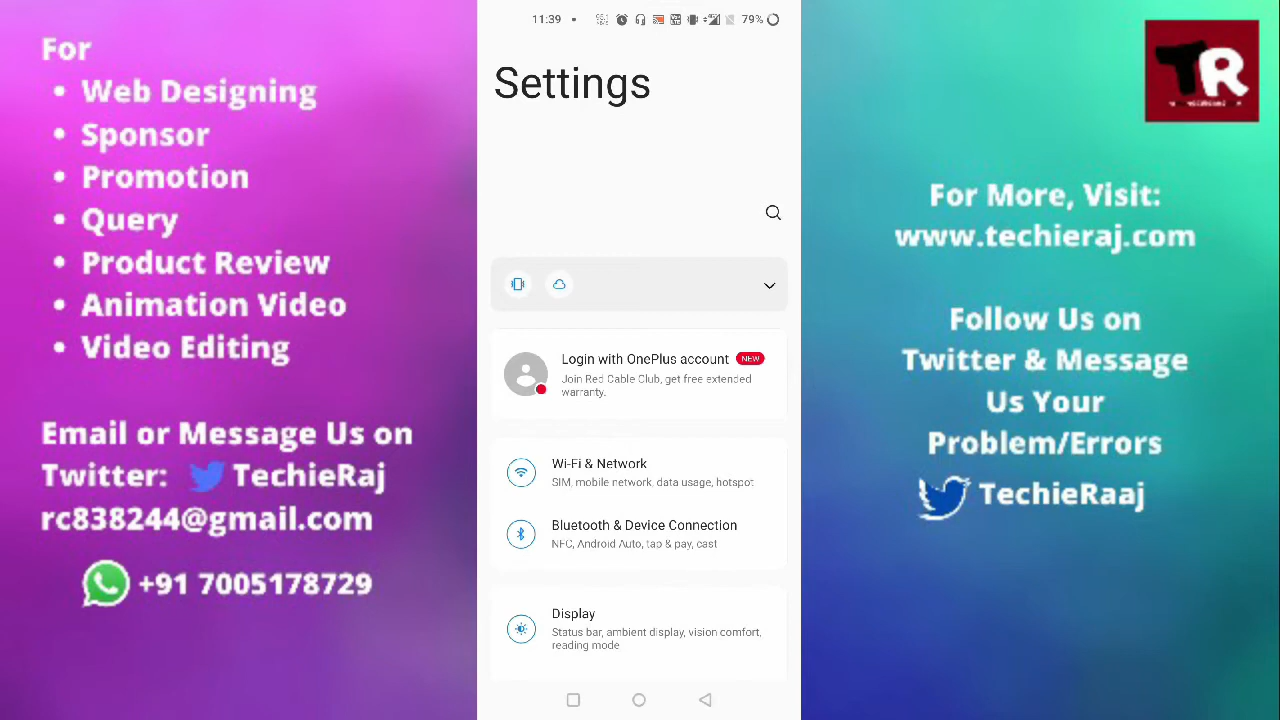 For
• Web Designing
• Sponsor
• Promotion
• Query
• Product Review
• Animation Video
• Video Editing
Email or Message Us on
Twitter: TechieRaj
rc838244@gmail.com
+91 7005178729
11:39
79%
Settings
Login with OnePlus account NEW
Join Red Cable Club, get free extended
warranty.
Wi-Fi & Network
SIM, mobile network, data usage, hotspot
Bluetooth & Device Connection
NFC, Android Auto, tap & pay, cast
Display
Status bar, ambient display, vision comfort,
reading mode
TR
For More, Visit:
www.techieraj.com
Follow Us on
Twitter & Message
Us Your
Problem/Errors
TechieRaaj